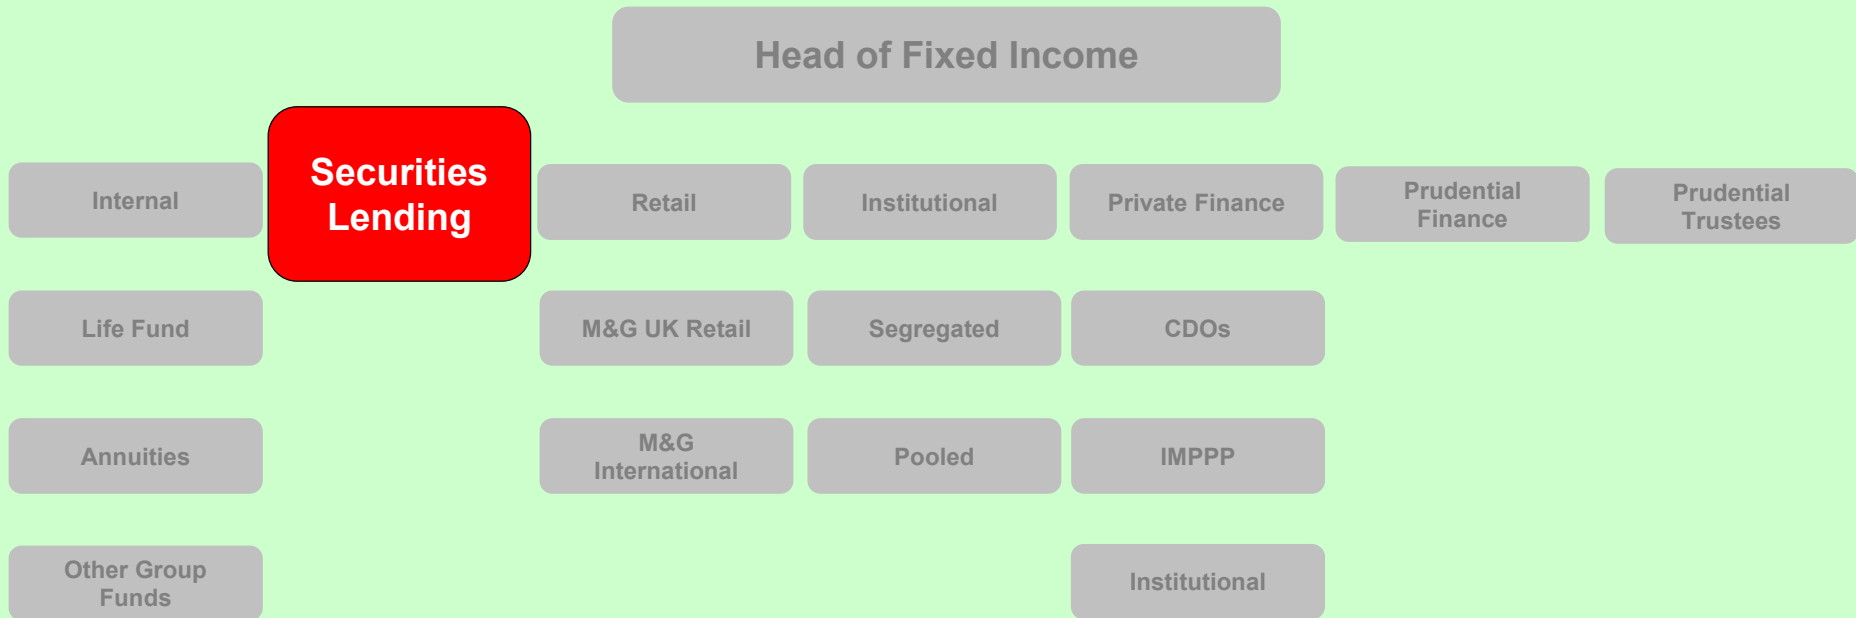 Head of Fixed Income
Internal
Securities
Lending
Retail
Institutional
Private Finance
Prudential
Finance
Prudential
Trustees
Life Fund
M&G UK Retail
Segregated
CDOs
Annuities
M&G
International
Pooled
IMPPP
Other Group
Funds
Institutional